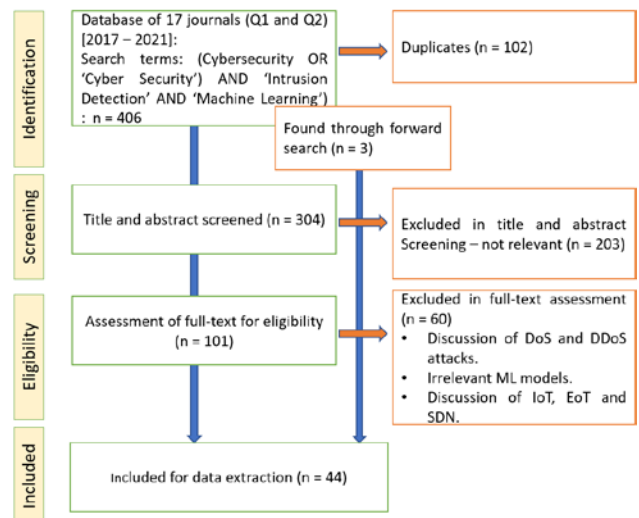 Identification
Database of 17 journals (Q1 and Q2)
[2017 – 2021]:
Search terms: (Cybersecurity OR
‘Cyber Security‘) AND ‘Intrusion
Detection’ AND ‘Machine Learning’)
: n = 406
Duplicates (n = 102)
Found through forward
search (n = 3)
Screening
Title and abstract screened (n = 304)
Excluded in title and abstract
Screening – not relevant (n = 203)
Eligibility
Assessment of full-text for eligibility
(n = 101)
Excluded in full-text assessment
(n = 60)
• Discussion of DoS and DDoS
attacks.
• Irrelevant ML models.
• Discussion of IoT, EoT and
SDN.
Included
Included for data extraction (n = 44)